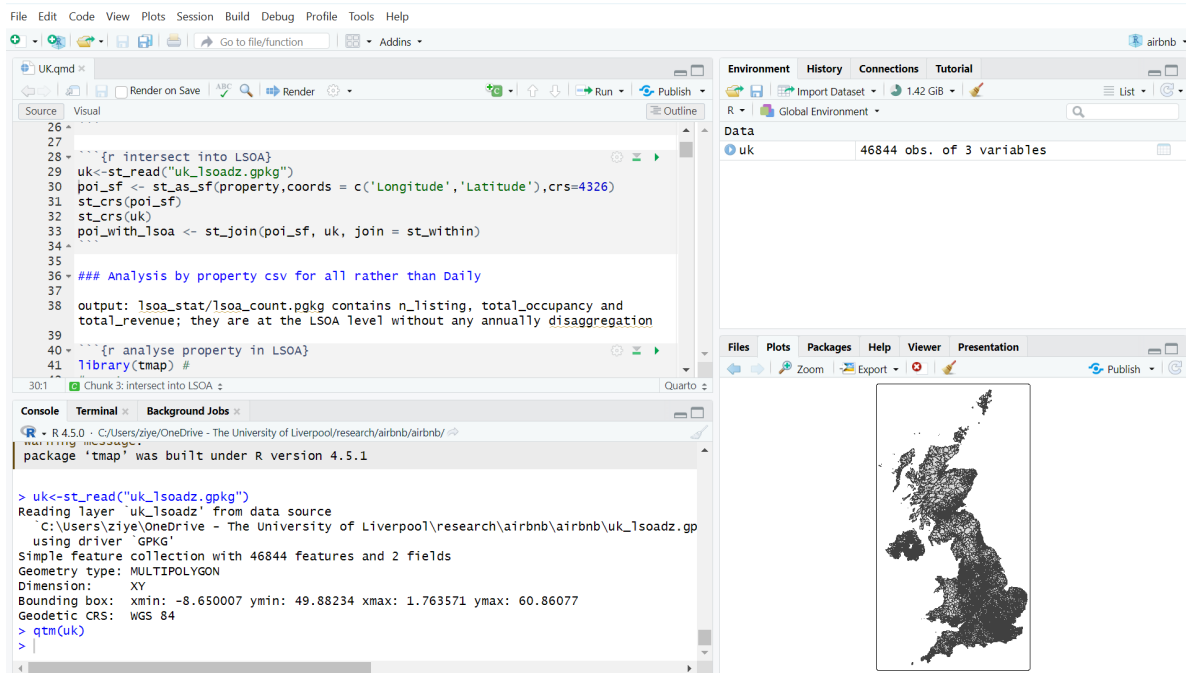 File Edit Code View Plots Session Build Debug Profile Tools Help
Go to file/function Addins airbnb
UK.qmd
Render on Save ABC Render Run Publish
Source Visual Outline
26 ```
27
28 ```{r intersect into LSOA}
29 uk<-st_read("uk_lsoadz.gpkg")
30 poi_sf <- st_as_sf(property,coords = c('Longitude','Latitude'),crs=4326)
31 st_crs(poi_sf)
32 st_crs(uk)
33 poi_with_lsoa <- st_join(poi_sf, uk, join = st_within)
34 ```
35
36 ### Analysis by property csv for all rather than Daily
37
38 output: lsoa_stat/lsoa_count.pgkg contains n_listing, total_occupancy and
total_revenue; they are at the LSOA level without any annually disaggregation
39
40 ```{r analyse property in LSOA}
41 library(tmap) #
30:1 C Chunk 3: intersect into LSOA Quarto
Console Terminal Background Jobs
R R 4.5.0 · C:/Users/ziye/OneDrive - The University of Liverpool/research/airbnb/airbnb/
warning message:
package ‘tmap’ was built under R version 4.5.1
> uk<-st_read("uk_lsoadz.gpkg")
Reading layer `uk_lsoadz' from data source
`C:\Users\ziye\OneDrive - The University of Liverpool\research\airbnb\airbnb\uk_lsoadz.gp
using driver `GPKG'
Simple feature collection with 46844 features and 2 fields
Geometry type: MULTIPOLYGON
Dimension: XY
Bounding box: xmin: -8.650007 ymin: 49.88234 xmax: 1.763571 ymax: 60.86077
Geodetic CRS: WGS 84
> qtm(uk)
>
Environment History Connections Tutorial
Import Dataset 1.42 GiB List
R Global Environment
Data
uk 46844 obs. of 3 variables
Files Plots Packages Help Viewer Presentation
Zoom Export Publish